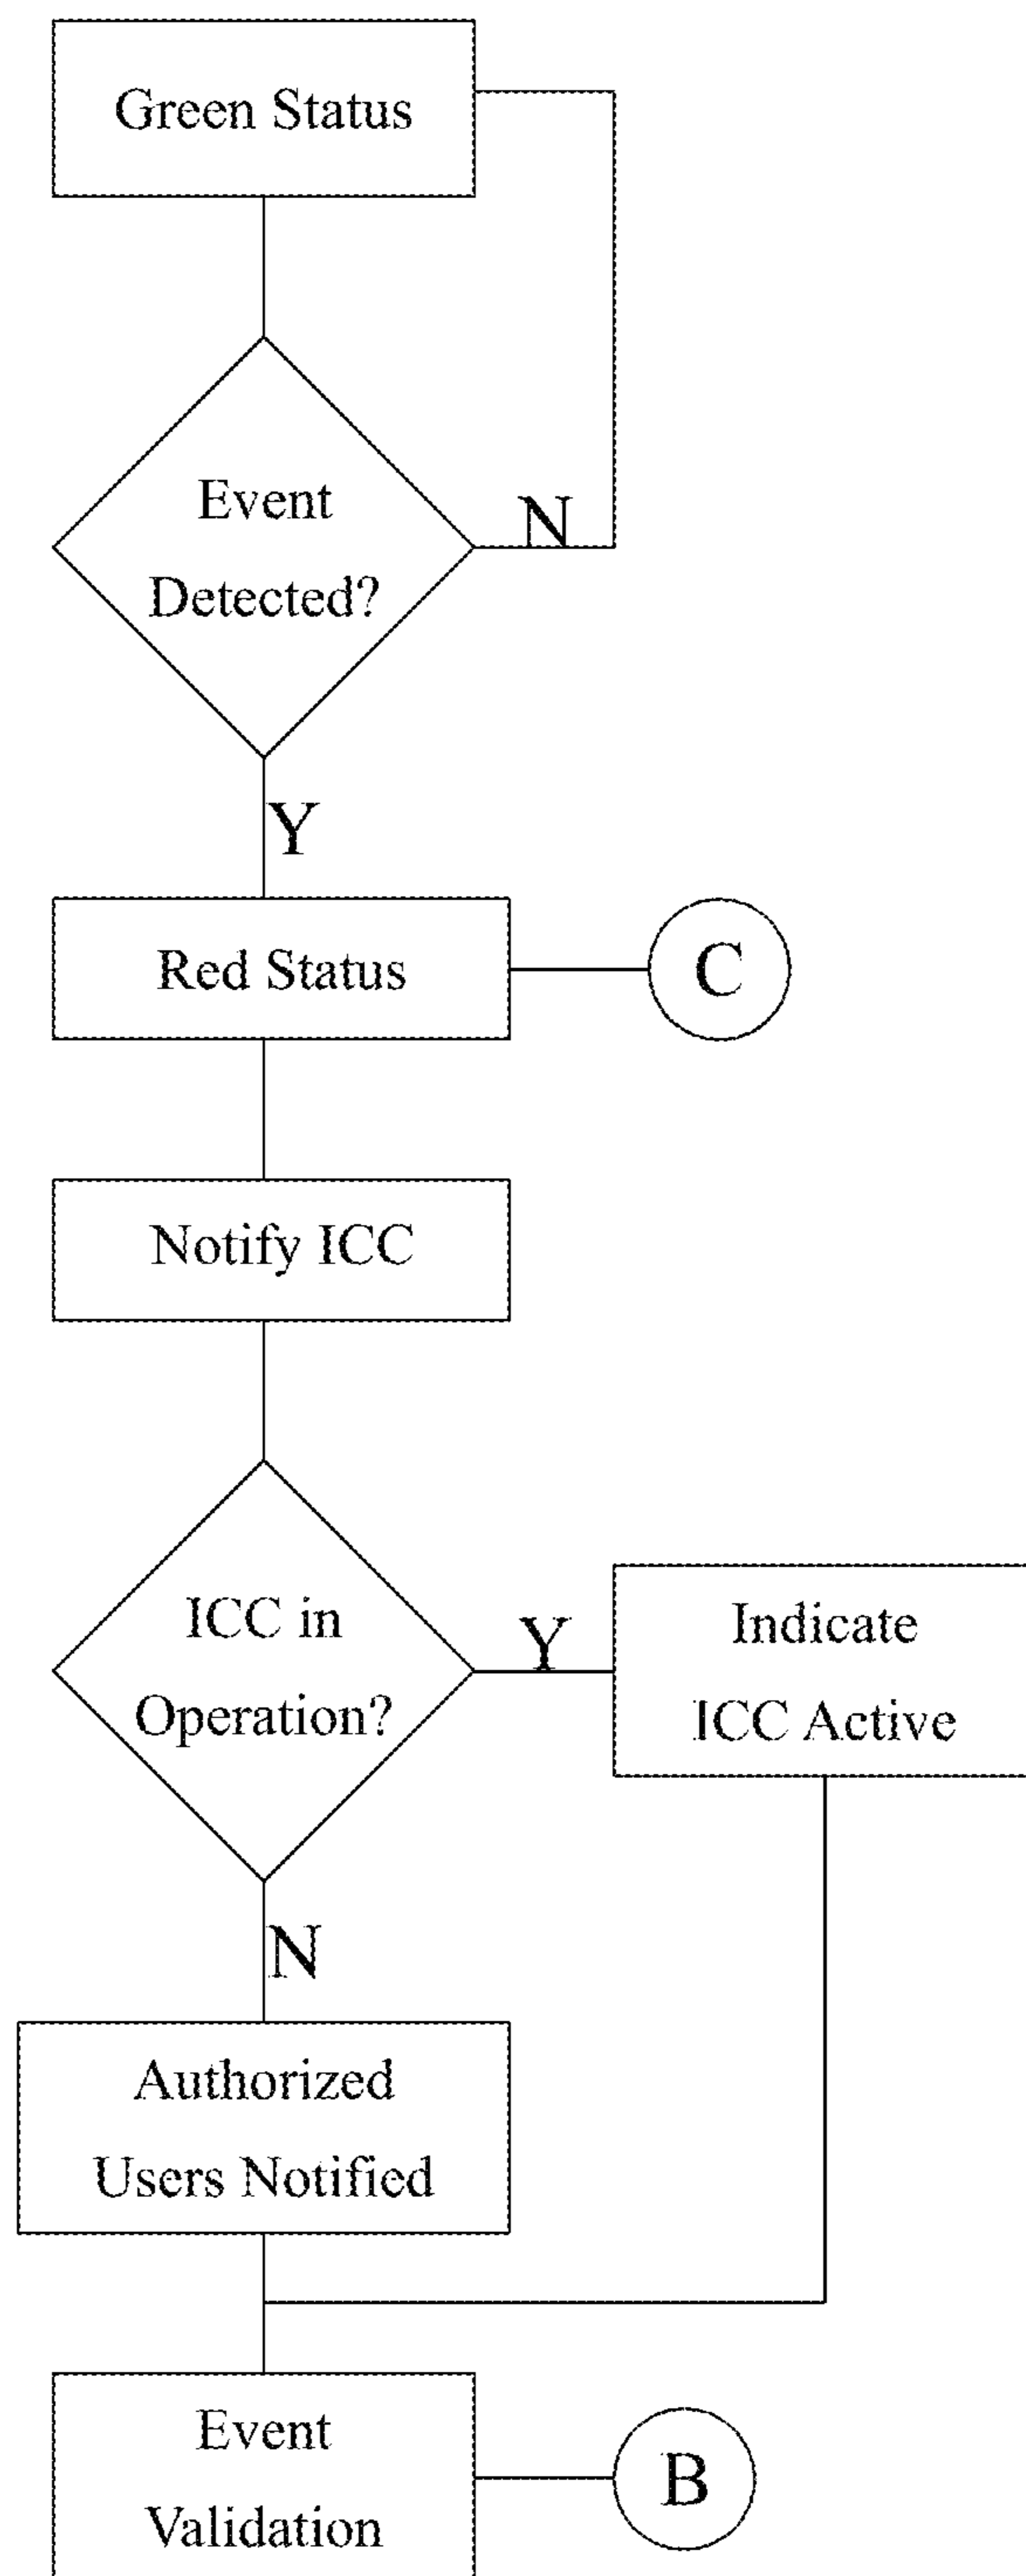 Green Status
Event
Detected?
N
Y
Red Status
C
Notify ICC
ICC in
Operation?
Y
Indicate
ICC Active
N
Authorized
Users Notified
Event
Validation
B